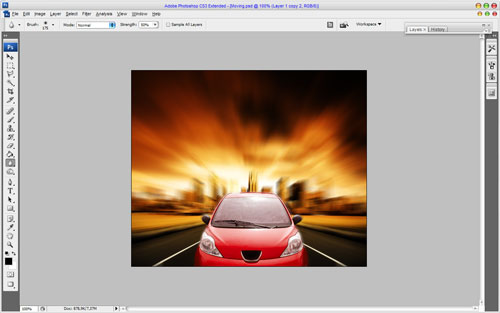 Adobe Photoshop CS3 Extended - [Moving.psd @ 100% (Layer 1 copy 2, RGB/8)]
File Edit Image Layer Select Filter Analysis View Window Help
Brush: 175 Mode: Normal Strength: 50% Sample All Layers Workspace
Layers × History
Ps
100% Doc: 878.9K/7.37M